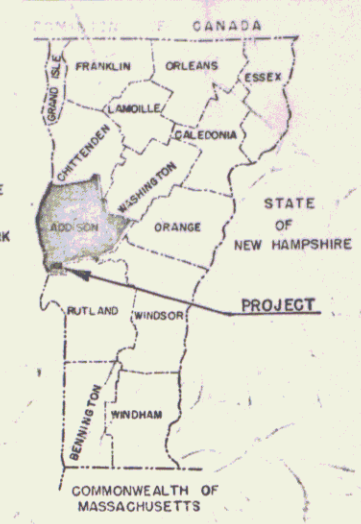 CANADA
FRANKLIN
ORLEANS
ESSEX
GRAND ISLE
LAMOILLE
CALEDONIA
CHITTENDEN
WASHINGTON
ADDISON
ORANGE
STATE
OF
NEW HAMPSHIRE
PROJECT
RUTLAND
WINDSOR
BENNINGTON
WINDHAM
COMMONWEALTH OF
MASSACHUSETTS